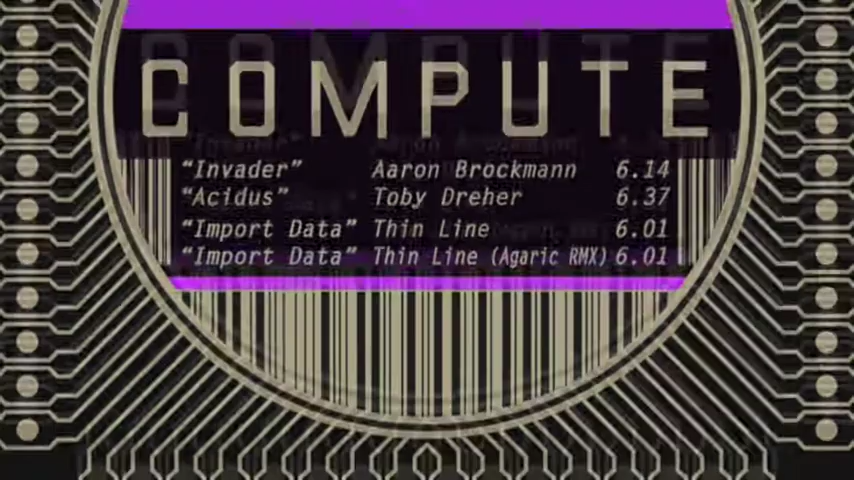 COMPUTE
“Invader” Aaron Brockmann 6.14
“Acidus” Toby Dreher 6.37
“Import Data” Thin Line 6.01
“Import Data” Thin Line (Agaric RMX) 6.01